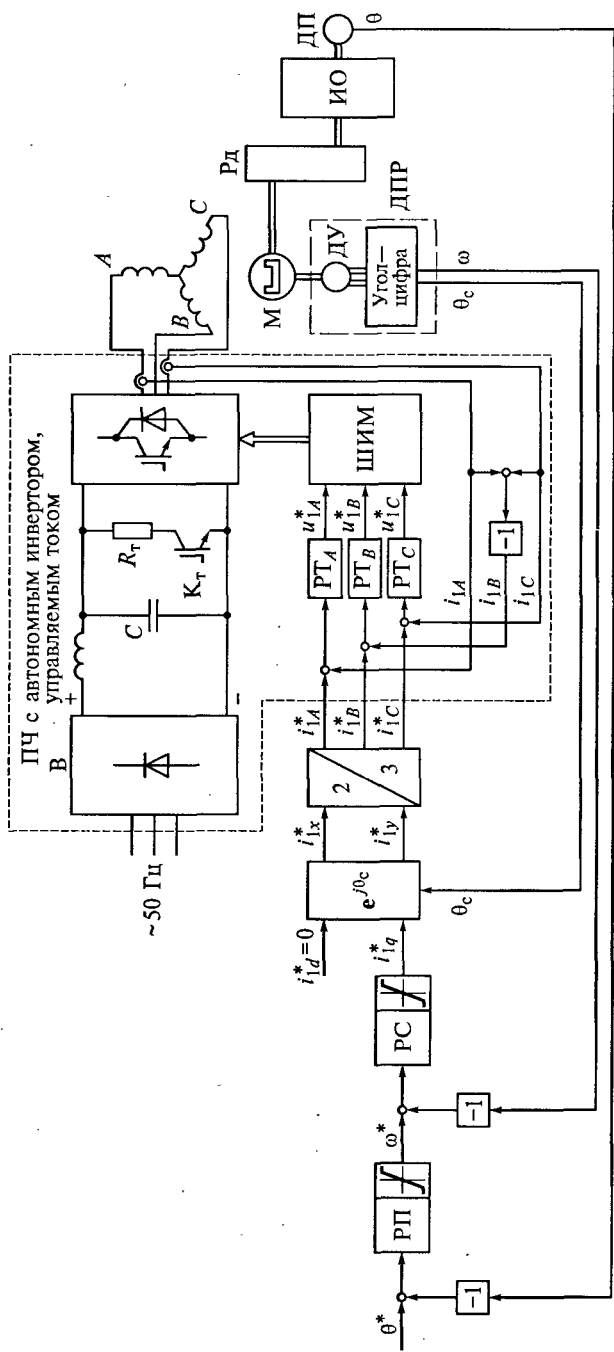 ПЧ с автономным инвертором,
управляемым током
В
+
−
~ 50 Гц
C
Rт
Kт
A
B
C
М
Рд
ИО
ДП
θ
ДПР
ДУ
Угол—
цифра
θc
ω
ШИМ
u*1A
u*1B
u*1C
РТA
РТB
РТC
i1A
i1B
i1C
-1
i*1A
i*1B
i*1C
2
3
i*1x
i*1y
e^jθc
θc
i*1d=0
i*1q
РС
-1
ω*
РП
-1
θ*